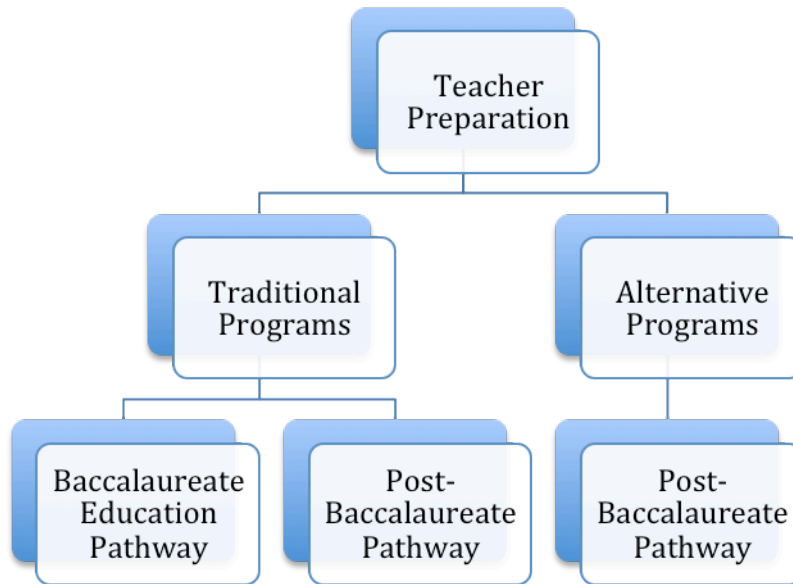 Teacher
Preparation
Traditional
Programs
Alternative
Programs
Baccalaureate
Education
Pathway
Post-
Baccalaureate
Pathway
Post-
Baccalaureate
Pathway